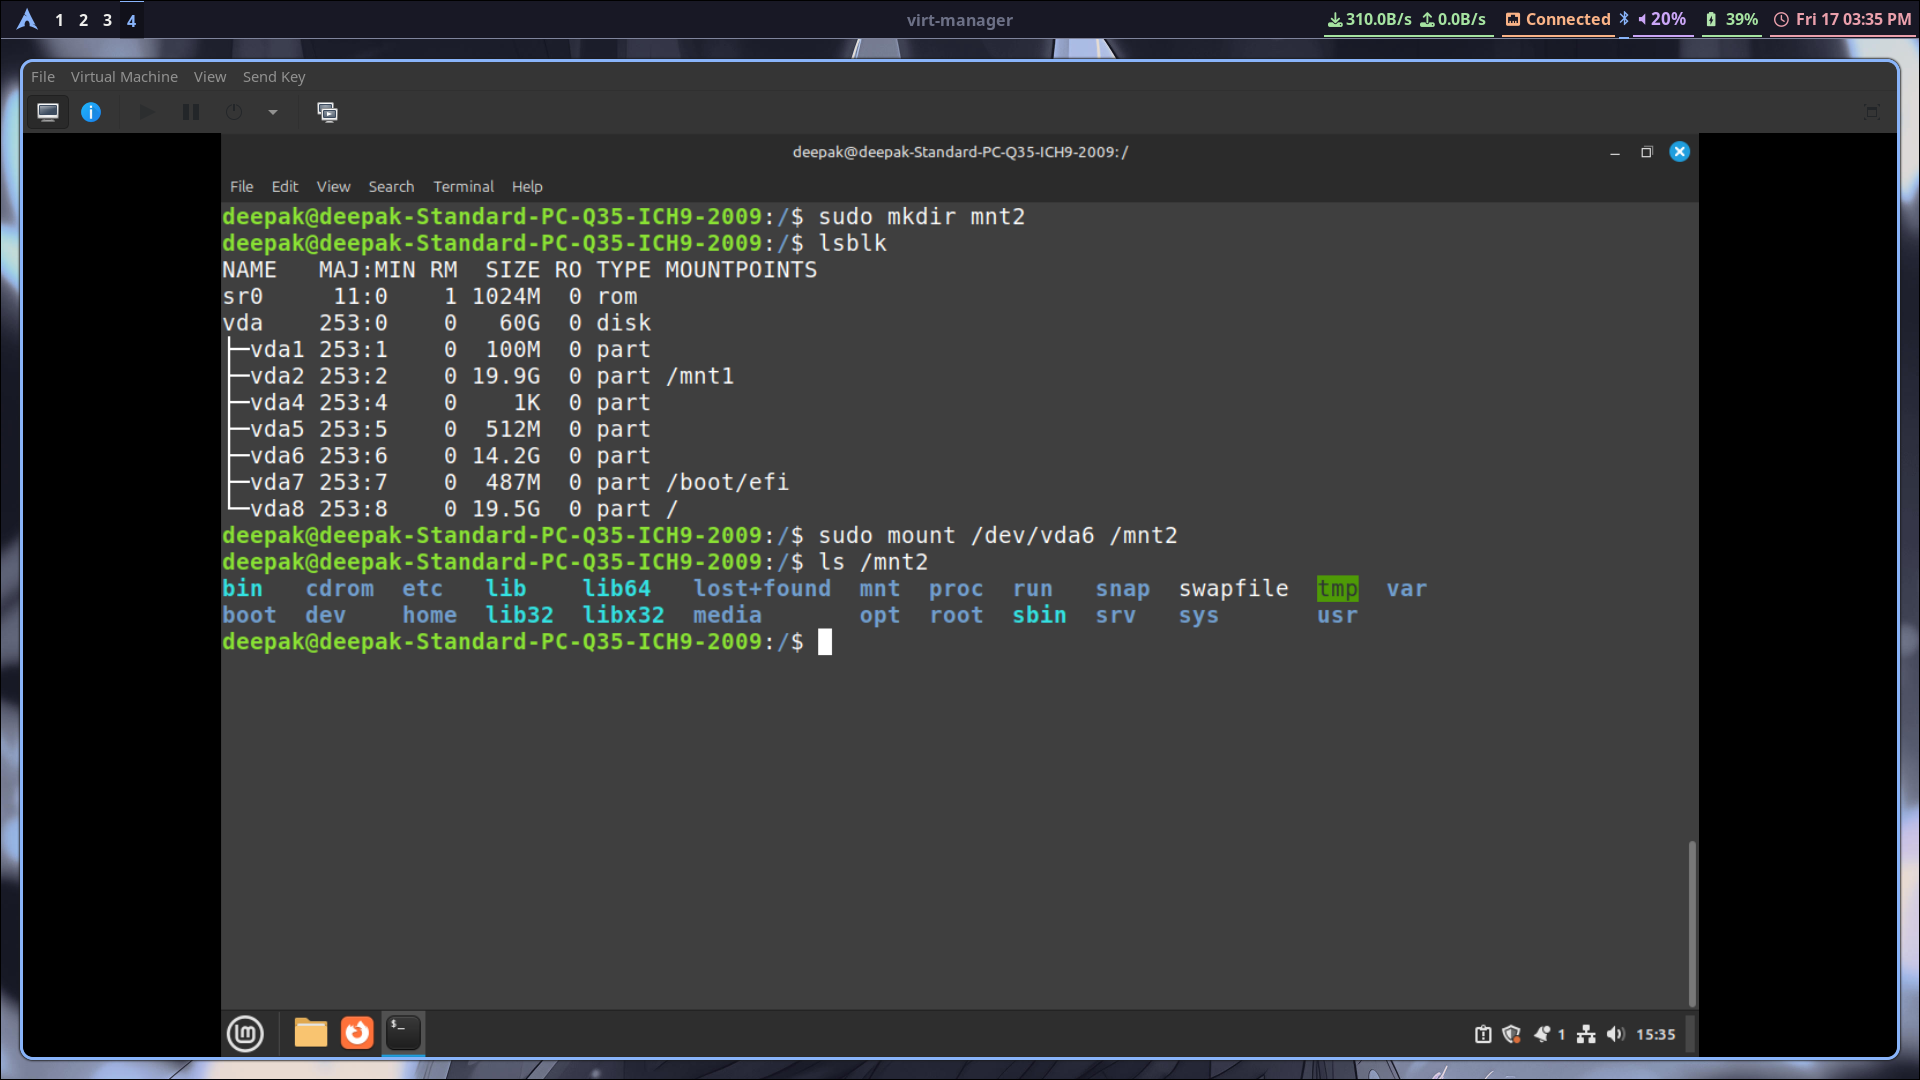 1 2 3 4 virt-manager 310.0B/s 0.0B/s Connected 20% 39% Fri 17 03:35 PM
File Virtual Machine View Send Key
deepak@deepak-Standard-PC-Q35-ICH9-2009: /
File Edit View Search Terminal Help
deepak@deepak-Standard-PC-Q35-ICH9-2009:/$ sudo mkdir mnt2
deepak@deepak-Standard-PC-Q35-ICH9-2009:/$ lsblk
NAME   MAJ:MIN RM  SIZE RO TYPE MOUNTPOINTS
sr0     11:0    1 1024M  0 rom
vda    253:0    0   60G  0 disk
├─vda1 253:1    0  100M  0 part
├─vda2 253:2    0 19.9G  0 part /mnt1
├─vda4 253:4    0    1K  0 part
├─vda5 253:5    0  512M  0 part
├─vda6 253:6    0 14.2G  0 part
├─vda7 253:7    0  487M  0 part /boot/efi
└─vda8 253:8    0 19.5G  0 part /
deepak@deepak-Standard-PC-Q35-ICH9-2009:/$ sudo mount /dev/vda6 /mnt2
deepak@deepak-Standard-PC-Q35-ICH9-2009:/$ ls /mnt2
bin   cdrom  etc   lib    lib64   lost+found  mnt  proc  run   snap  swapfile  tmp  var
boot  dev    home  lib32  libx32  media       opt  root  sbin  srv   sys       usr
deepak@deepak-Standard-PC-Q35-ICH9-2009:/$
1 15:35